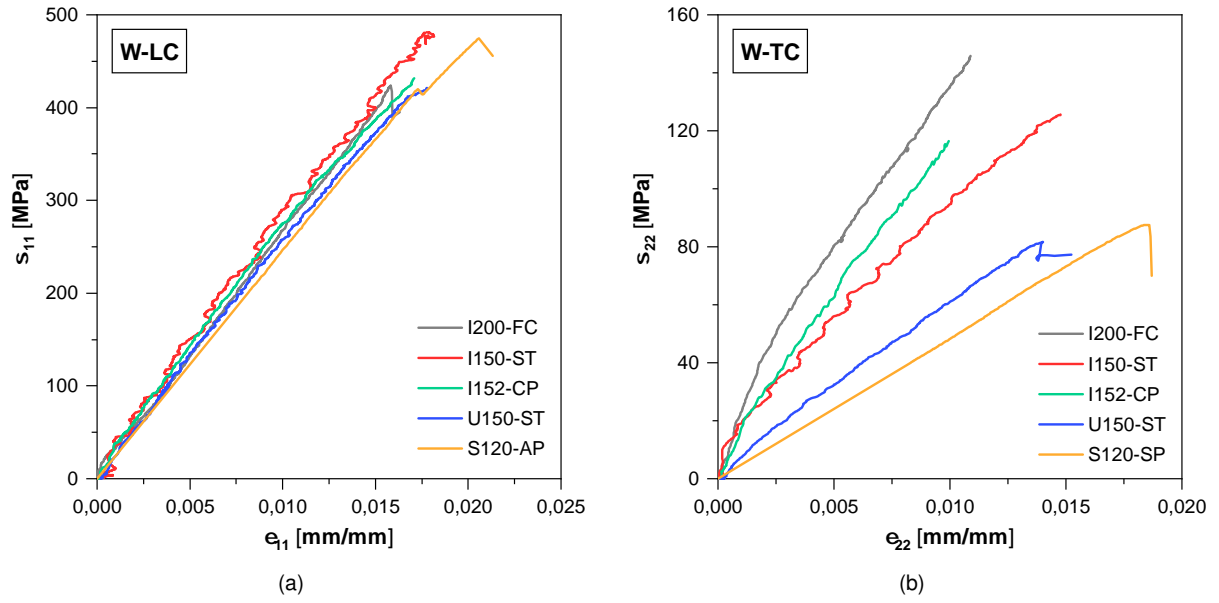 W-LC
500
400
300
200
100
0
s11 [MPa]
0,000 0,005 0,010 0,015 0,020 0,025
e11 [mm/mm]
I200-FC
I150-ST
I152-CP
U150-ST
S120-AP
(a)
W-TC
160
120
80
40
0
s22 [MPa]
0,000 0,005 0,010 0,015 0,020
e22 [mm/mm]
I200-FC
I150-ST
I152-CP
U150-ST
S120-SP
(b)